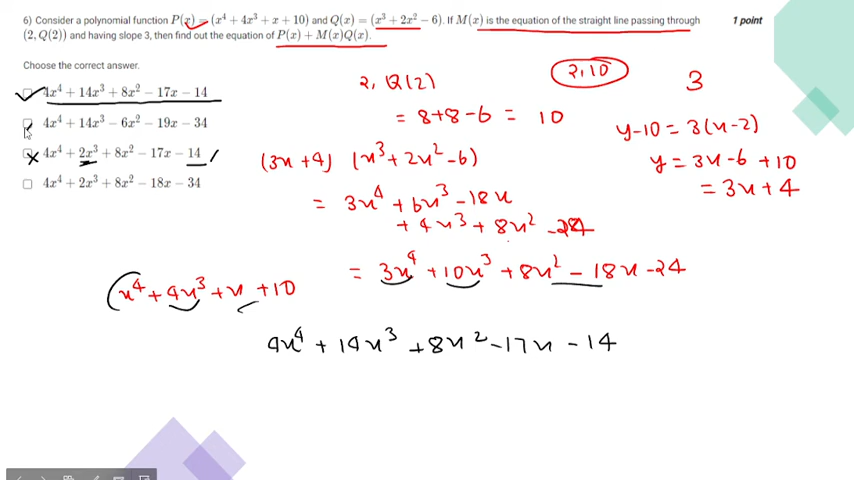 6) Consider a polynomial function P(x) = (x⁴ + 4x³ + x + 10) and Q(x) = (x³ + 2x² − 6). If M(x) is the equation of the straight line passing through
1 point
(2, Q(2)) and having slope 3, then find out the equation of P(x) + M(x)Q(x).
Choose the correct answer.
4x⁴ + 14x³ + 8x² − 17x − 14
4x⁴ + 14x³ − 6x² − 19x − 34
4x⁴ + 2x³ + 8x² − 17x − 14
4x⁴ + 2x³ + 8x² − 18x − 34
2, Q(2)
= 8+8-6 = 10
2,10
3
y-10 = 3(x-2)
y = 3x-6 +10
= 3x+4
(3x+4) (x³+2x²-6)
= 3x⁴ + 6x³ - 18x
+ 4x³ + 8x² - 24
= 3x⁴ + 10x³ + 8x² - 18x - 24
(x⁴ + 4x³ + x + 10
4x⁴ + 14x³ + 8x² - 17x - 14